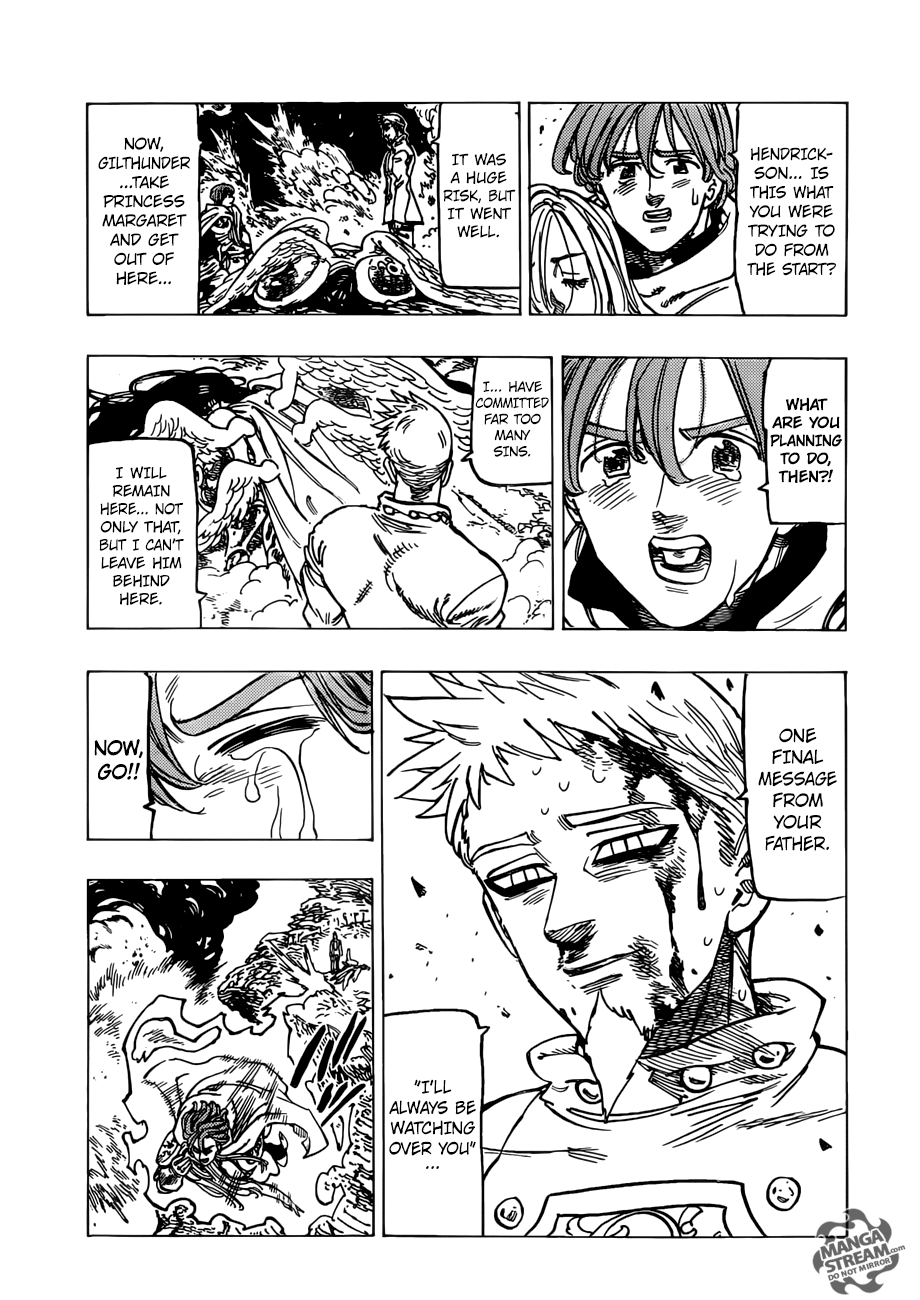 HENDRICK-
SON... IS
THIS WHAT
YOU WERE
TRYING TO
DO FROM
THE START?
IT WAS
A HUGE
RISK, BUT
IT WENT
WELL.
NOW,
GILTHUNDER
...TAKE
PRINCESS
MARGARET
AND GET
OUT OF
HERE...
WHAT
ARE YOU
PLANNING
TO DO,
THEN?!
I... HAVE
COMMITTED
FAR TOO
MANY
SINS.
I WILL
REMAIN
HERE... NOT
ONLY THAT,
BUT I CAN'T
LEAVE HIM
BEHIND
HERE.
ONE
FINAL
MESSAGE
FROM
YOUR
FATHER.
"I'LL
ALWAYS BE
WATCHING
OVER YOU"
...
NOW,
GO!!
MANGA
STREAM.com
DO NOT MIRROR